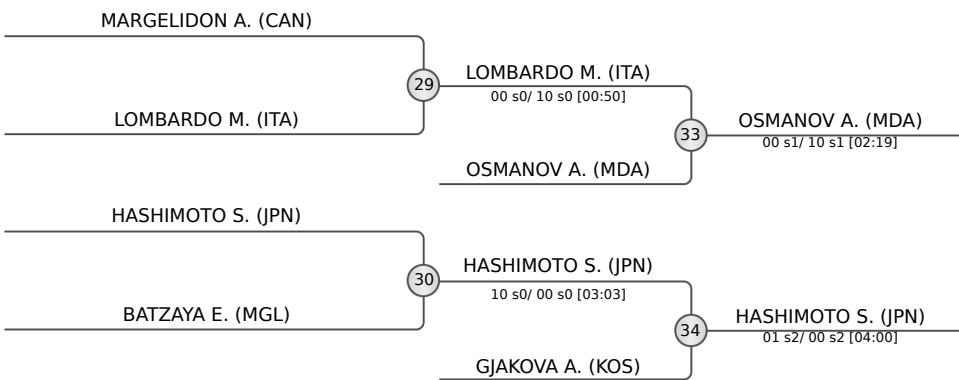 MARGELIDON A. (CAN)
29
LOMBARDO M. (ITA)
00 s0/ 10 s0 [00:50]
LOMBARDO M. (ITA)
33
OSMANOV A. (MDA)
00 s1/ 10 s1 [02:19]
OSMANOV A. (MDA)
HASHIMOTO S. (JPN)
30
HASHIMOTO S. (JPN)
10 s0/ 00 s0 [03:03]
BATZAYA E. (MGL)
34
HASHIMOTO S. (JPN)
01 s2/ 00 s2 [04:00]
GJAKOVA A. (KOS)